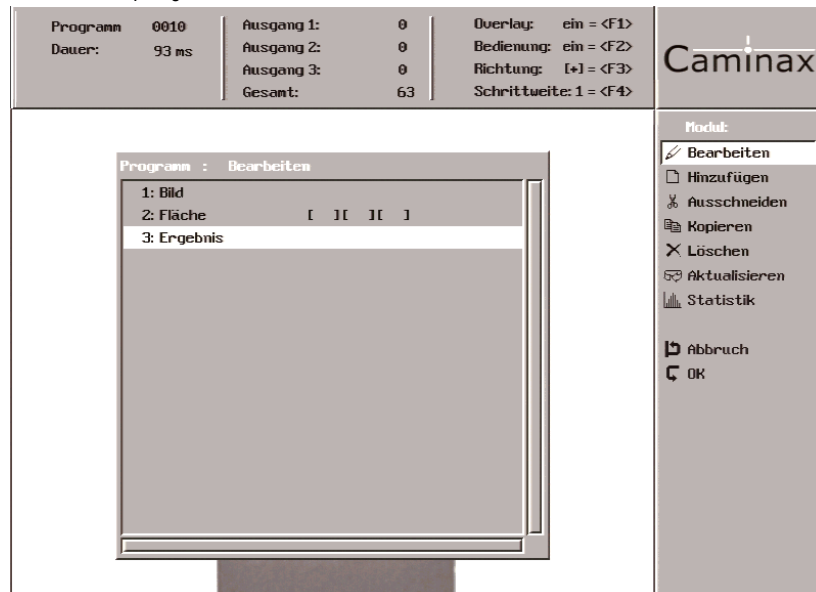 Programm 0010
Dauer: 93 ms
Ausgang 1: 0
Ausgang 2: 0
Ausgang 3: 0
Gesamt: 63
Overlay: ein = <F1>
Bedienung: ein = <F2>
Richtung: [+] = <F3>
Schrittweite: 1 = <F4>
Caminax
Programm : Bearbeiten
1: Bild
2: Fläche [ ][ ][ ]
3: Ergebnis
Modul:
Bearbeiten
Hinzufügen
Ausschneiden
Kopieren
Löschen
Aktualisieren
Statistik
Abbruch
OK